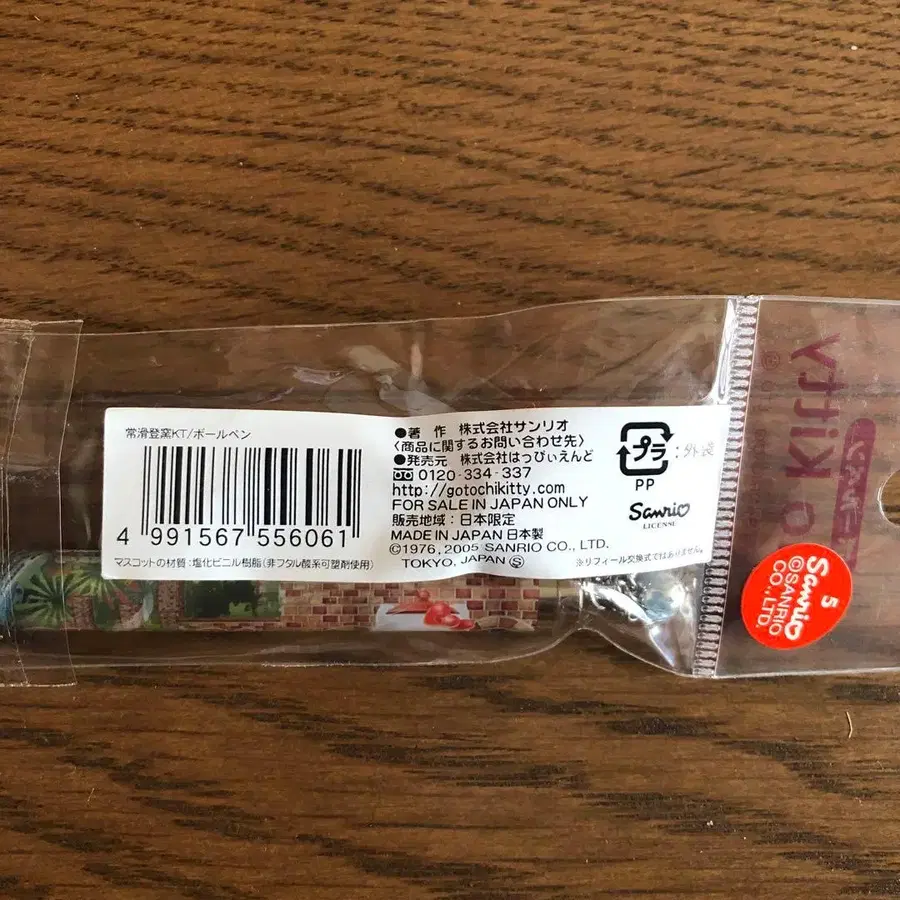 常滑登窯KT/ボールペン
4 991567 556061
マスコットの材質:塩化ビニル樹脂(非フタル酸系可塑剤使用)
●著 作 株式会社サンリオ
〈商品に関するお問い合わせ先〉
●発売元 株式会社はっぴぃえんど
0120-334-337
http://gotochikitty.com
FOR SALE IN JAPAN ONLY
販売地域:日本限定
MADE IN JAPAN 日本製
©1976, 2005 SANRIO CO., LTD.
TOKYO, JAPAN Ⓢ
プラ
:外装
PP
Sanrio
LICENSE
※リフィール交換式ではありません。
5
Sanrio
©SANRIO
CO.,LTD.